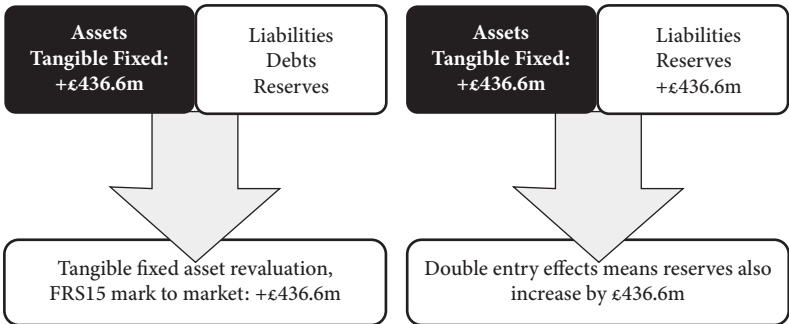 Assets
Tangible Fixed:
+£436.6m
Liabilities
Debts
Reserves
Tangible fixed asset revaluation,
FRS15 mark to market: +£436.6m
Assets
Tangible Fixed:
+£436.6m
Liabilities
Reserves
+£436.6m
Double entry effects means reserves also
increase by £436.6m